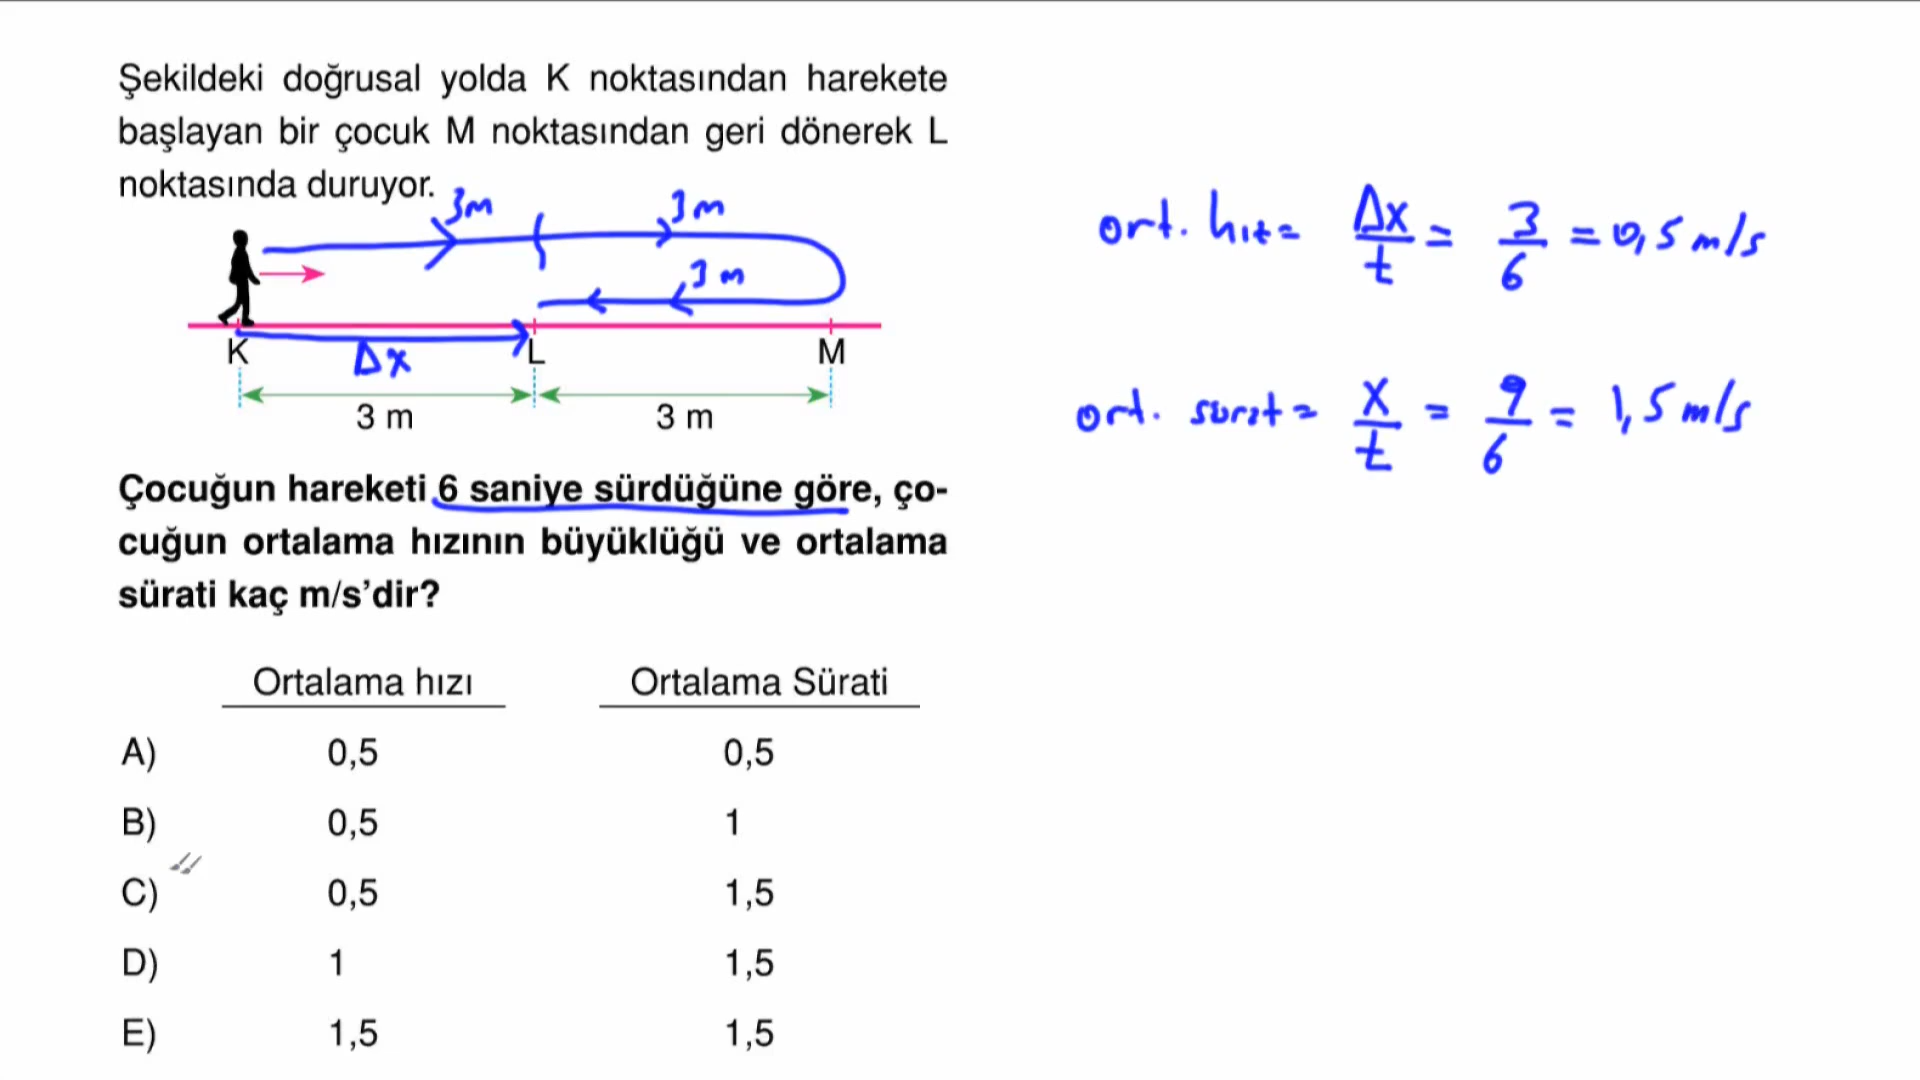 Şekildeki doğrusal yolda K noktasından harekete
başlayan bir çocuk M noktasından geri dönerek L
noktasında duruyor.
3m
3m
3m
K
Δx
L
M
3 m
3 m
Çocuğun hareketi 6 saniye sürdüğüne göre, ço-
cuğun ortalama hızının büyüklüğü ve ortalama
sürati kaç m/s’dir?
Ortalama hızı Ortalama Sürati
A) 0,5 0,5
B) 0,5 1
C) 0,5 1,5
D) 1 1,5
E) 1,5 1,5
ort. hız = Δx/t = 3/6 = 0,5 m/s
ort. sürat = x/t = 9/6 = 1,5 m/s